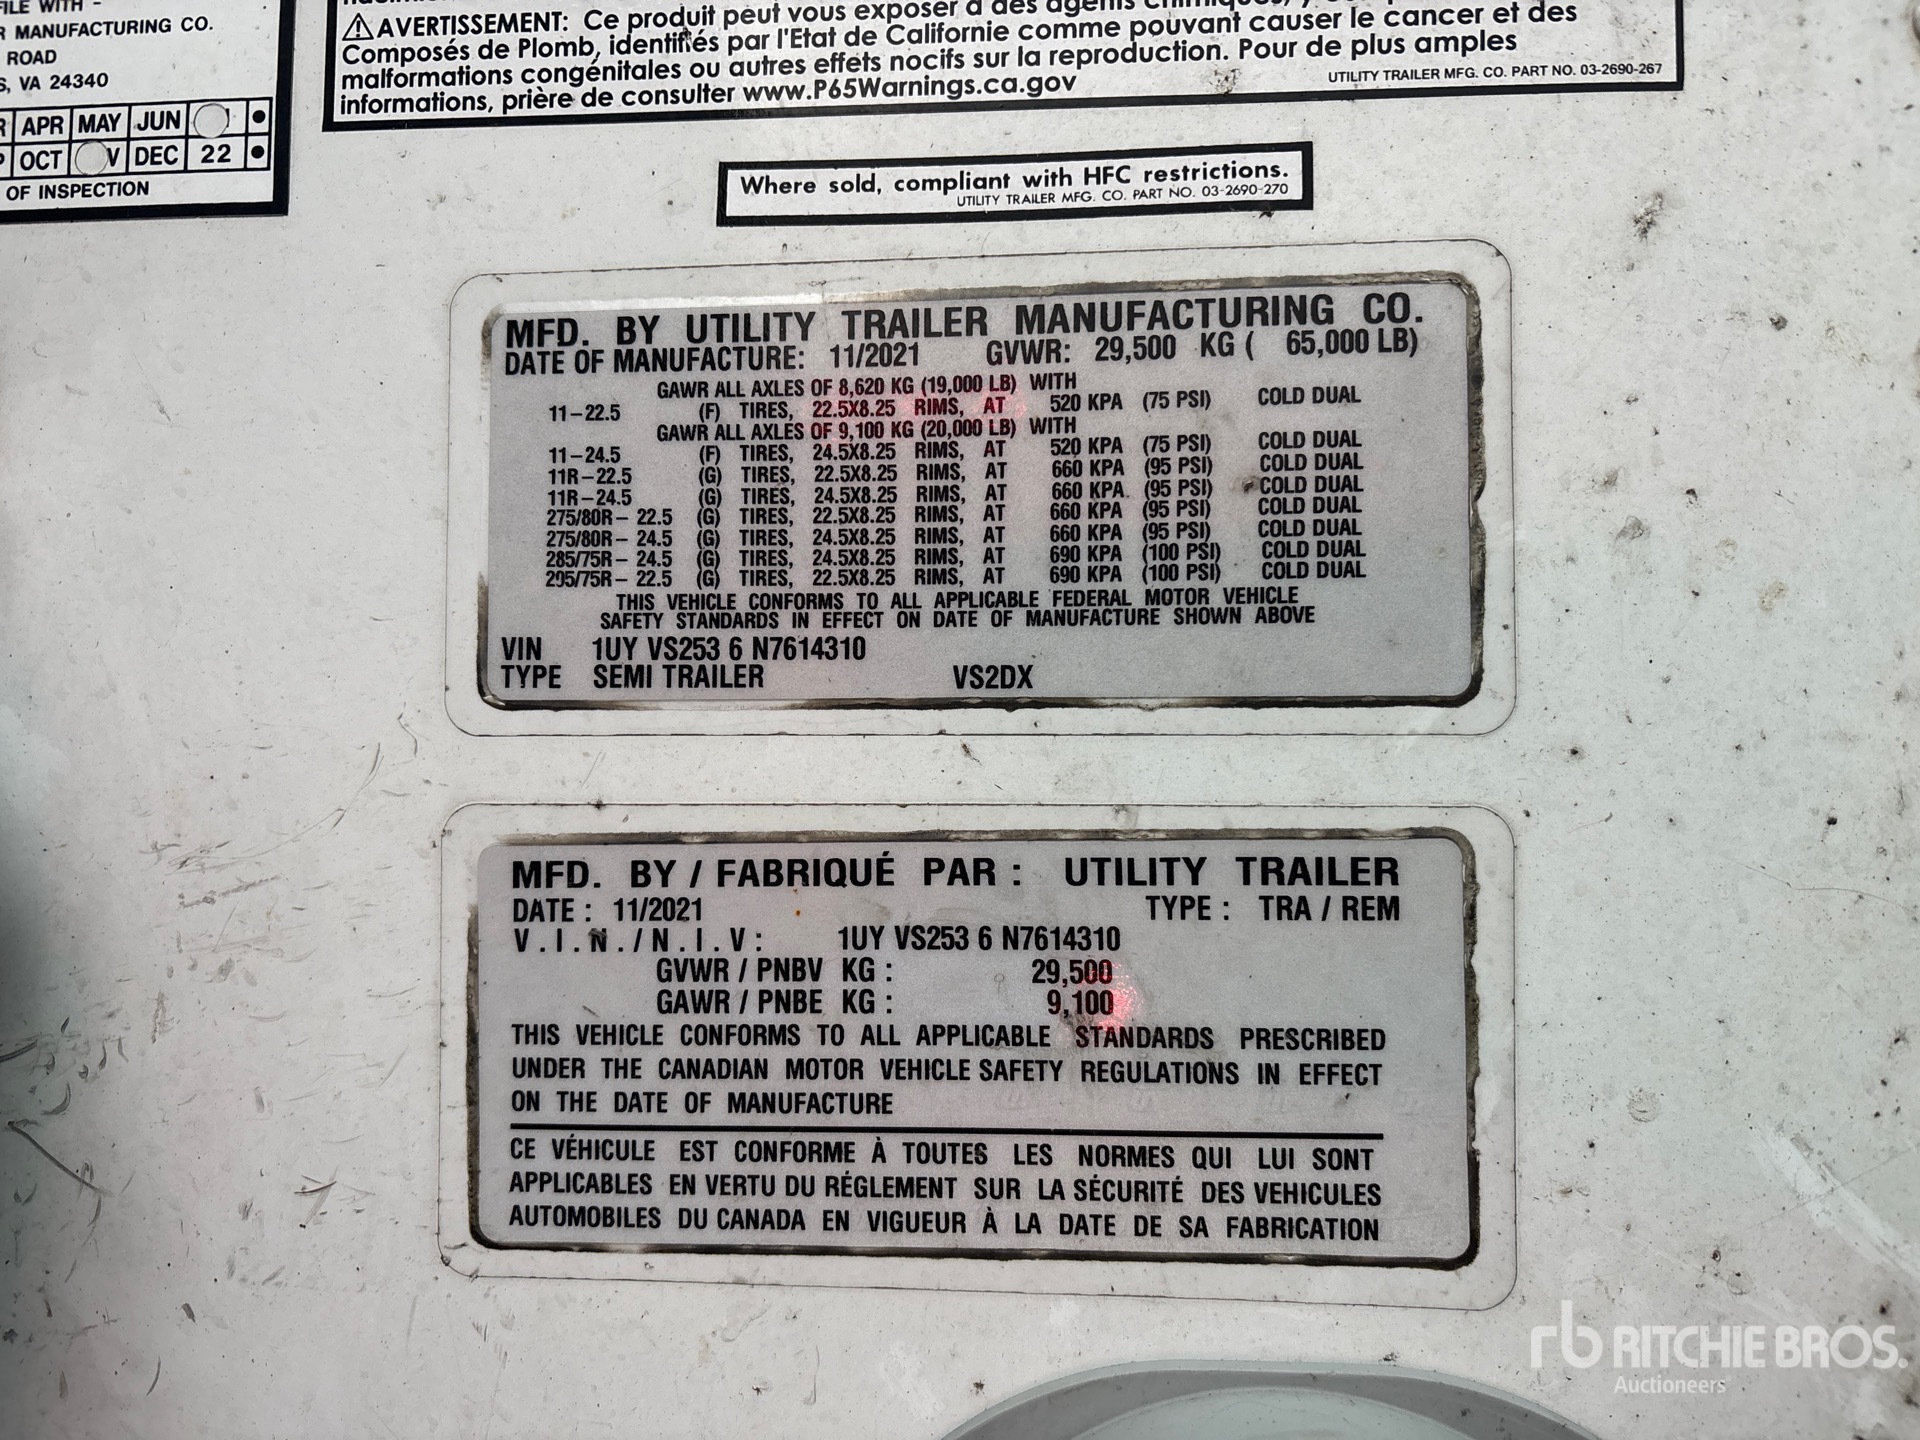 FILE WITH -
R MANUFACTURING CO.
ROAD
S, VA 24340
APR MAY JUN
OCT V DEC 22
OF INSPECTION
⚠AVERTISSEMENT: Ce produit peut vous exposer à des agents chimiques,
Composés de Plomb, identifiés par l'Etat de Californie comme pouvant causer le cancer et des
malformations congénitales ou autres effets nocifs sur la reproduction. Pour de plus amples
informations, prière de consulter www.P65Warnings.ca.gov
UTILITY TRAILER MFG. CO. PART NO. 03-2690-267
Where sold, compliant with HFC restrictions.
UTILITY TRAILER MFG. CO. PART NO. 03-2690-270
MFD. BY UTILITY TRAILER MANUFACTURING CO.
DATE OF MANUFACTURE: 11/2021 GVWR: 29,500 KG ( 65,000 LB)
GAWR ALL AXLES OF 8,620 KG (19,000 LB) WITH
11-22.5 (F) TIRES, 22.5X8.25 RIMS, AT 520 KPA (75 PSI) COLD DUAL
GAWR ALL AXLES OF 9,100 KG (20,000 LB) WITH
11-24.5 (F) TIRES, 24.5X8.25 RIMS, AT 520 KPA (75 PSI) COLD DUAL
11R-22.5 (G) TIRES, 22.5X8.25 RIMS, AT 660 KPA (95 PSI) COLD DUAL
11R-24.5 (G) TIRES, 24.5X8.25 RIMS, AT 660 KPA (95 PSI) COLD DUAL
275/80R- 22.5 (G) TIRES, 22.5X8.25 RIMS, AT 660 KPA (95 PSI) COLD DUAL
275/80R- 24.5 (G) TIRES, 24.5X8.25 RIMS, AT 660 KPA (95 PSI) COLD DUAL
285/75R- 24.5 (G) TIRES, 24.5X8.25 RIMS, AT 690 KPA (100 PSI) COLD DUAL
295/75R- 22.5 (G) TIRES, 22.5X8.25 RIMS, AT 690 KPA (100 PSI) COLD DUAL
THIS VEHICLE CONFORMS TO ALL APPLICABLE FEDERAL MOTOR VEHICLE
SAFETY STANDARDS IN EFFECT ON DATE OF MANUFACTURE SHOWN ABOVE
VIN 1UY VS253 6 N7614310
TYPE SEMI TRAILER VS2DX
MFD. BY / FABRIQUÉ PAR : UTILITY TRAILER
DATE : 11/2021 TYPE : TRA / REM
V.I.N./N.I.V: 1UY VS253 6 N7614310
GVWR / PNBV KG : 29,500
GAWR / PNBE KG : 9,100
THIS VEHICLE CONFORMS TO ALL APPLICABLE STANDARDS PRESCRIBED
UNDER THE CANADIAN MOTOR VEHICLE SAFETY REGULATIONS IN EFFECT
ON THE DATE OF MANUFACTURE
CE VÉHICULE EST CONFORME À TOUTES LES NORMES QUI LUI SONT
APPLICABLES EN VERTU DU RÉGLEMENT SUR LA SÉCURITÉ DES VEHICULES
AUTOMOBILES DU CANADA EN VIGUEUR À LA DATE DE SA FABRICATION
rb RITCHIE BROS.
Auctioneers